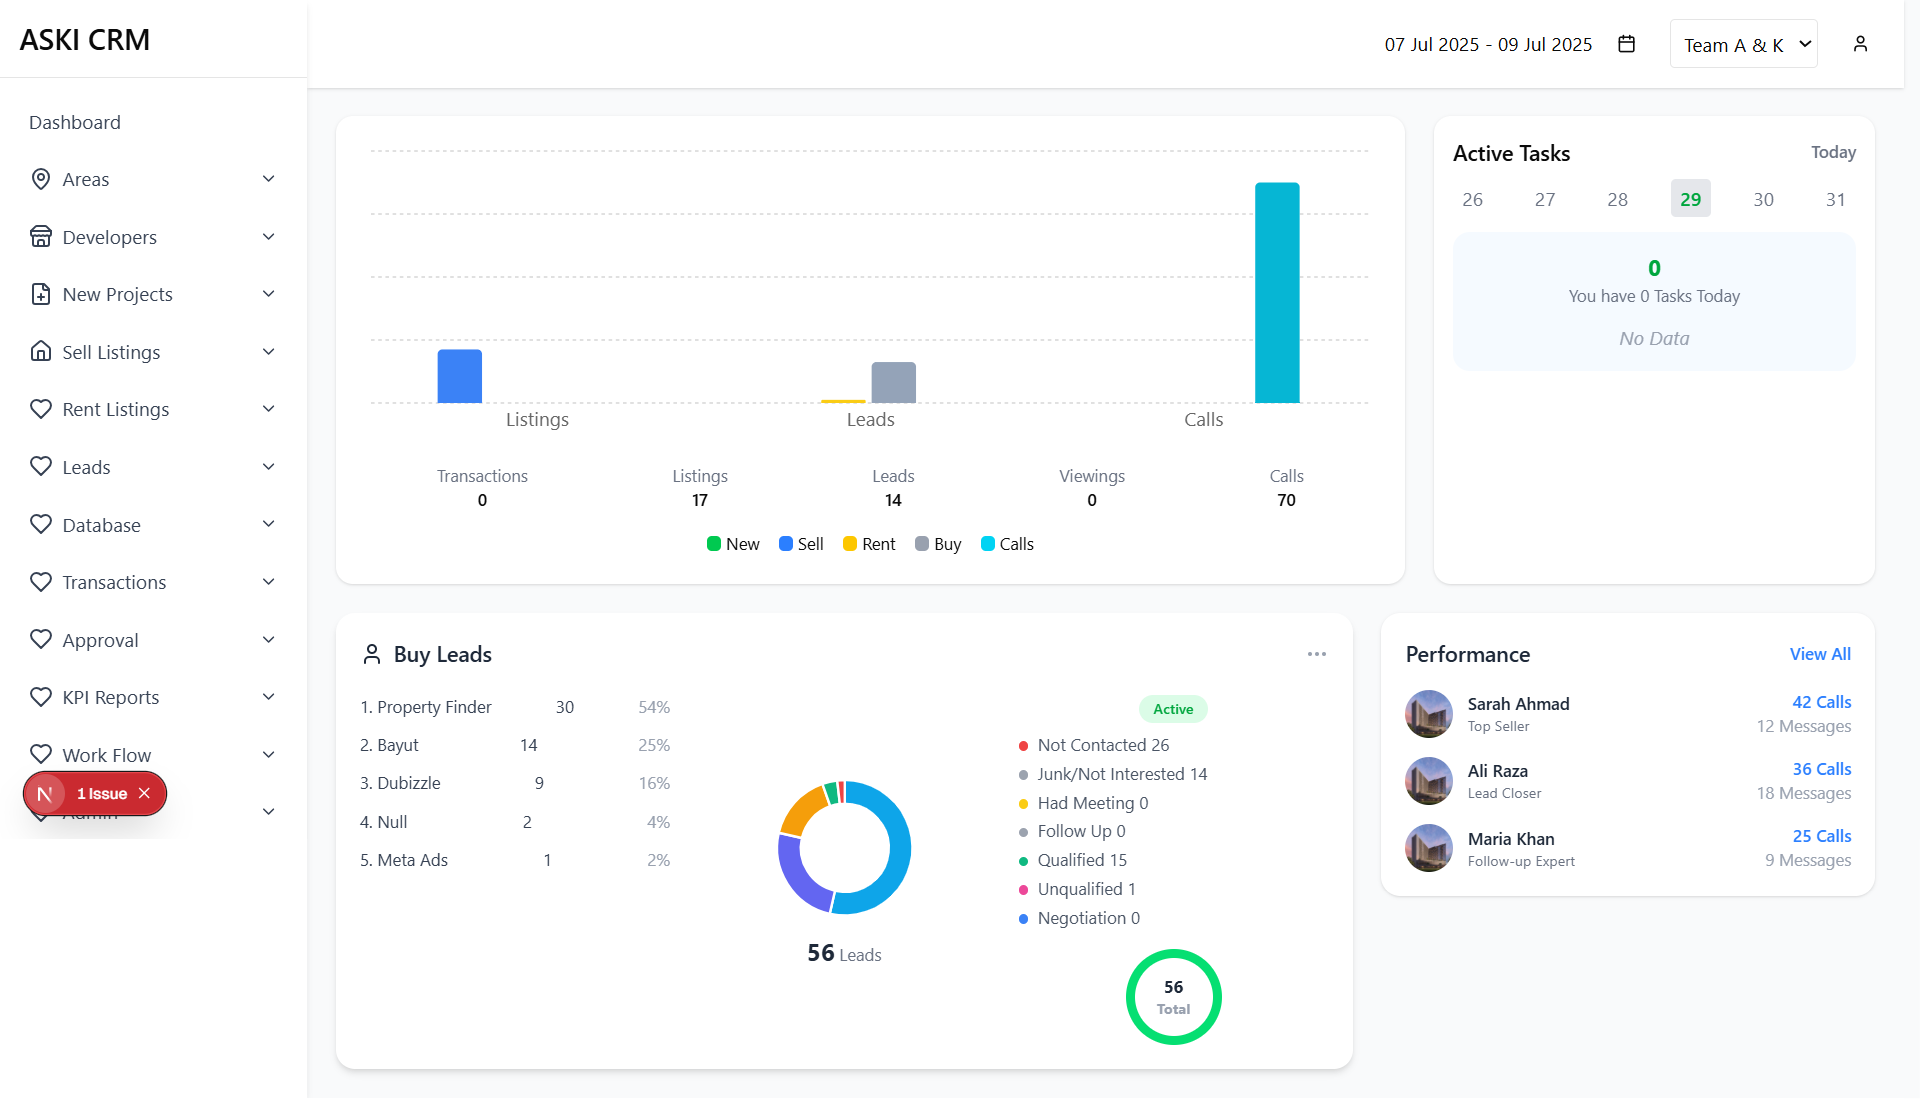 ASKI CRM
07 Jul 2025 - 09 Jul 2025
Team A & K
Dashboard
Areas
Developers
New Projects
Sell Listings
Rent Listings
Leads
Database
Transactions
Approval
KPI Reports
Work Flow
Admin
N 1 Issue
Listings Leads Calls
Transactions Listings Leads Viewings Calls
0 17 14 0 70
New Sell Rent Buy Calls
Active Tasks Today
26 27 28 29 30 31
0
You have 0 Tasks Today
No Data
Buy Leads
1. Property Finder 30 54%
2. Bayut 14 25%
3. Dubizzle 9 16%
4. Null 2 4%
5. Meta Ads 1 2%
56 Leads
Active
Not Contacted 26
Junk/Not Interested 14
Had Meeting 0
Follow Up 0
Qualified 15
Unqualified 1
Negotiation 0
56
Total
Performance View All
Sarah Ahmad 42 Calls
Top Seller 12 Messages
Ali Raza 36 Calls
Lead Closer 18 Messages
Maria Khan 25 Calls
Follow-up Expert 9 Messages